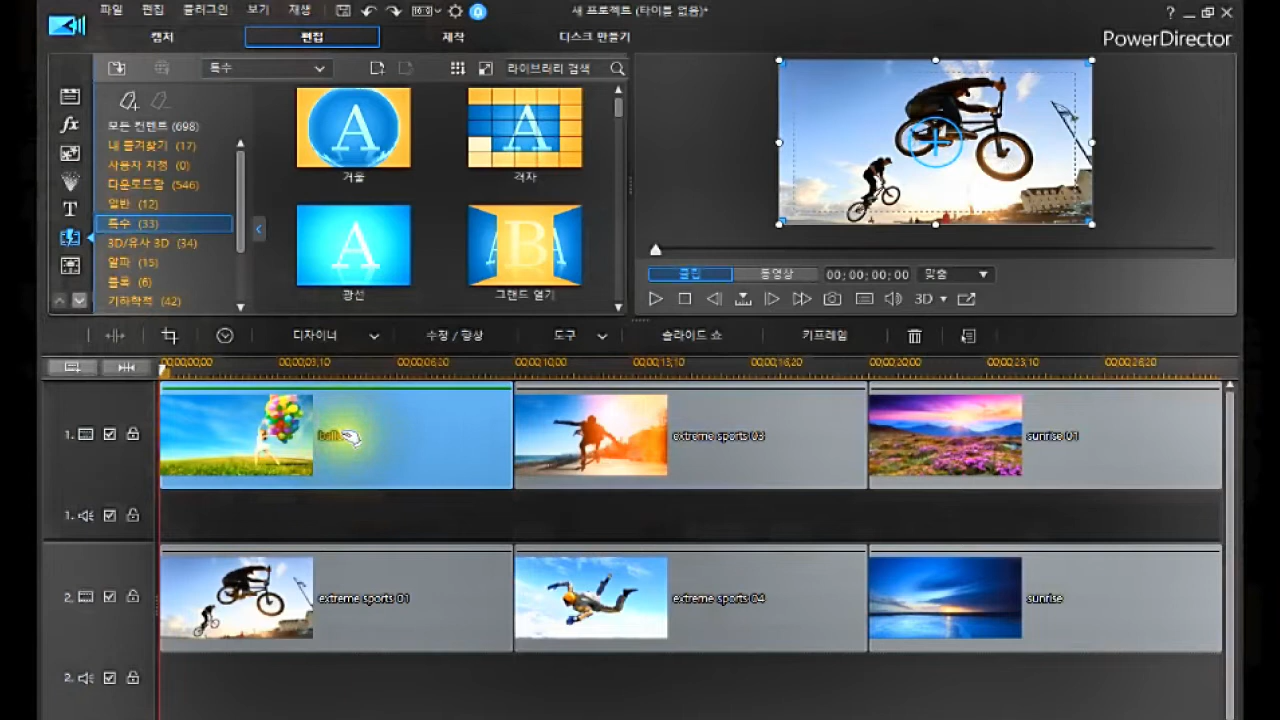 파일 편집 플러그인 보기 재생 16:9 새 프로젝트 (타이틀 없음)*
캡처 편집 제작 디스크 만들기 PowerDirector
특수 라이브러리 검색
모든 컨텐트 (698)
내 즐겨찾기 (17)
사용자 지정 (0)
다운로드함 (546)
일반 (12)
특수 (33)
3D/유사 3D (34)
알파 (15)
블록 (6)
기하학적 (42)
거울 격자
광선 그랜드 열기
클립 동영상 00;00;00;00 맞춤
3D
디자이너 수정 / 향상 도구 슬라이드 쇼 키프레임
00;00;00;00 00;00;03;10 00;00;06;20 00;00;10;00 00;00;13;10 00;00;16;20 00;00;20;00 00;00;23;10 00;00;26;20
1. extreme sports 03 sunrise 01
1.
2. extreme sports 01 extreme sports 04 sunrise
2.